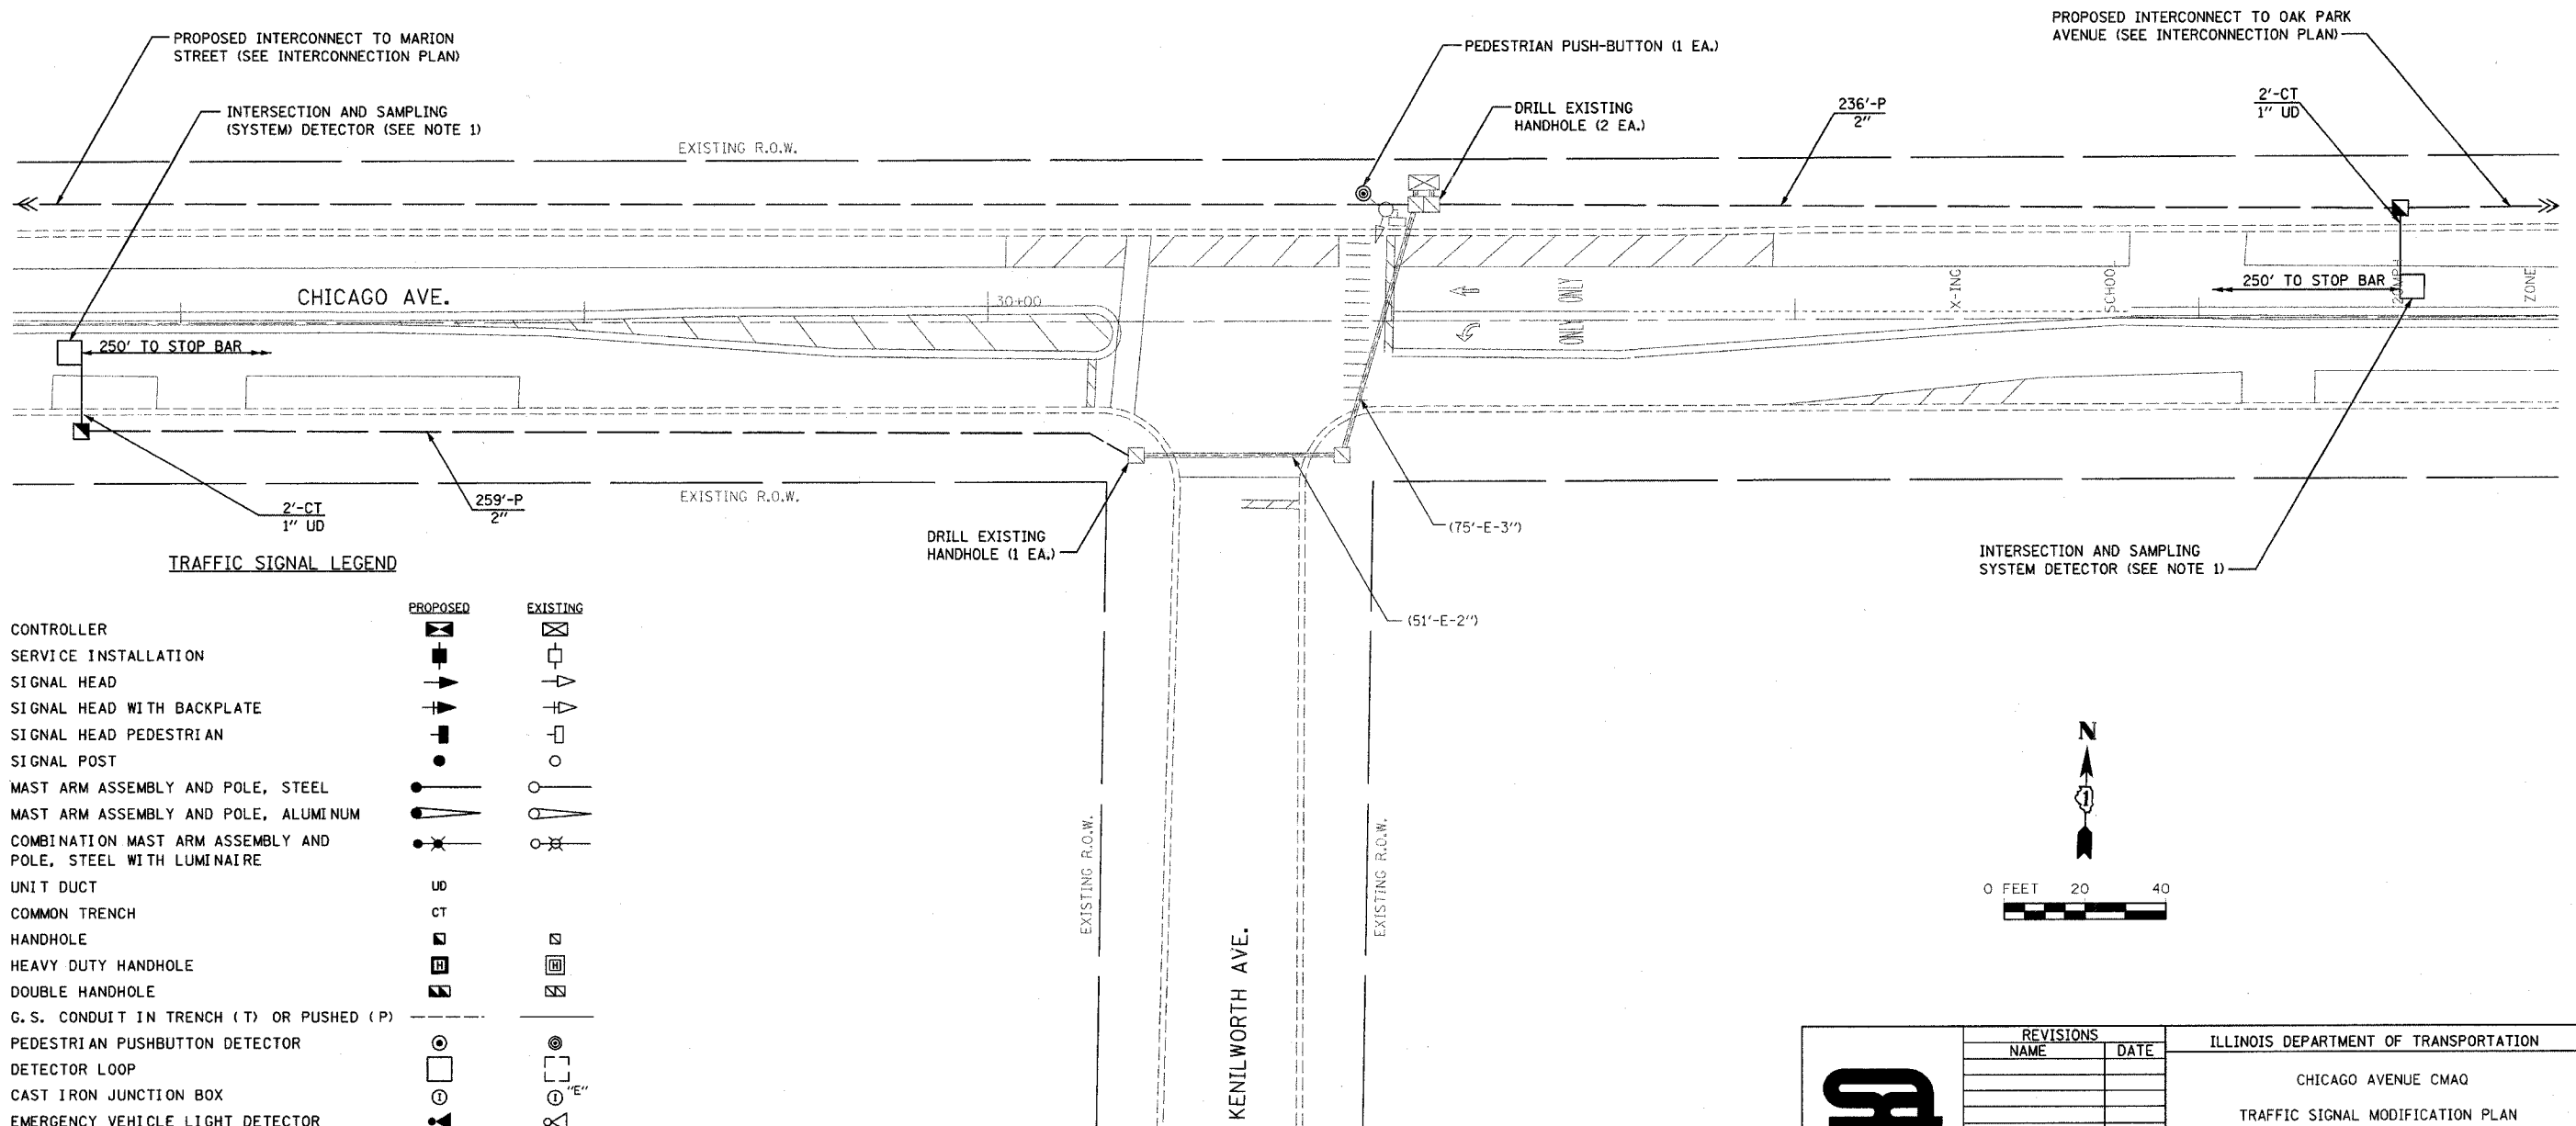 PROPOSED INTERCONNECT TO MARION
STREET (SEE INTERCONNECTION PLAN)
INTERSECTION AND SAMPLING
(SYSTEM) DETECTOR (SEE NOTE 1)
EXISTING R.O.W.
PEDESTRIAN PUSH-BUTTON (1 EA.)
DRILL EXISTING
HANDHOLE (2 EA.)
236'-P
2"
PROPOSED INTERCONNECT TO OAK PARK
AVENUE (SEE INTERCONNECTION PLAN)
2'-CT
1" UD
CHICAGO AVE.
30+00
ONLY
ONLY
X-ING
SCHOOL
ZONE
250' TO STOP BAR
250' TO STOP BAR
2'-CT
1" UD
259'-P
2"
EXISTING R.O.W.
DRILL EXISTING
HANDHOLE (1 EA.)
(75'-E-3")
(51'-E-2")
INTERSECTION AND SAMPLING
SYSTEM DETECTOR (SEE NOTE 1)
TRAFFIC SIGNAL LEGEND
PROPOSED EXISTING
CONTROLLER
SERVICE INSTALLATION
SIGNAL HEAD
SIGNAL HEAD WITH BACKPLATE
SIGNAL HEAD PEDESTRIAN
SIGNAL POST
MAST ARM ASSEMBLY AND POLE, STEEL
MAST ARM ASSEMBLY AND POLE, ALUMINUM
COMBINATION MAST ARM ASSEMBLY AND
POLE, STEEL WITH LUMINAIRE
UNIT DUCT UD
COMMON TRENCH CT
HANDHOLE
HEAVY DUTY HANDHOLE H H
DOUBLE HANDHOLE
G.S. CONDUIT IN TRENCH (T) OR PUSHED (P)
PEDESTRIAN PUSHBUTTON DETECTOR
DETECTOR LOOP
CAST IRON JUNCTION BOX I I "E"
EMERGENCY VEHICLE LIGHT DETECTOR
EXISTING R.O.W.
KENILWORTH AVE.
EXISTING R.O.W.
N
1
0 FEET 20 40
REVISIONS
NAME DATE
ILLINOIS DEPARTMENT OF TRANSPORTATION
CHICAGO AVENUE CMAQ
TRAFFIC SIGNAL MODIFICATION PLAN